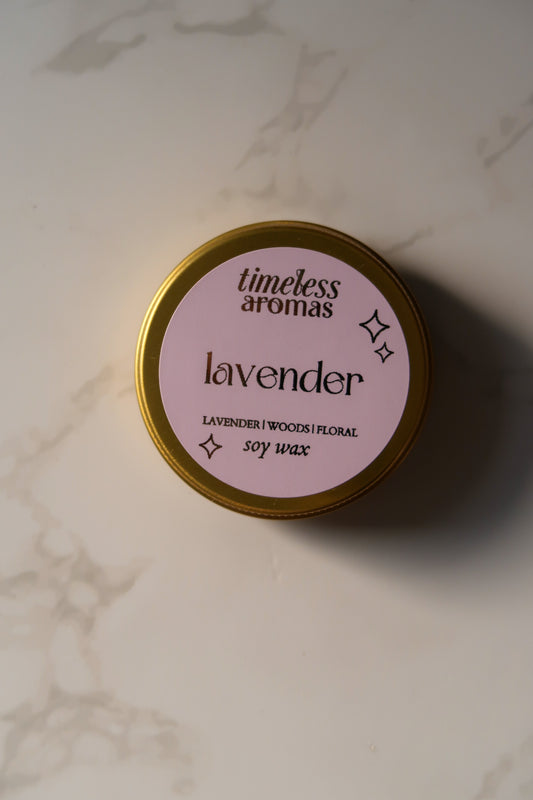 timeless
aromas
lavender
LAVENDER | WOODS | FLORAL
soy wax